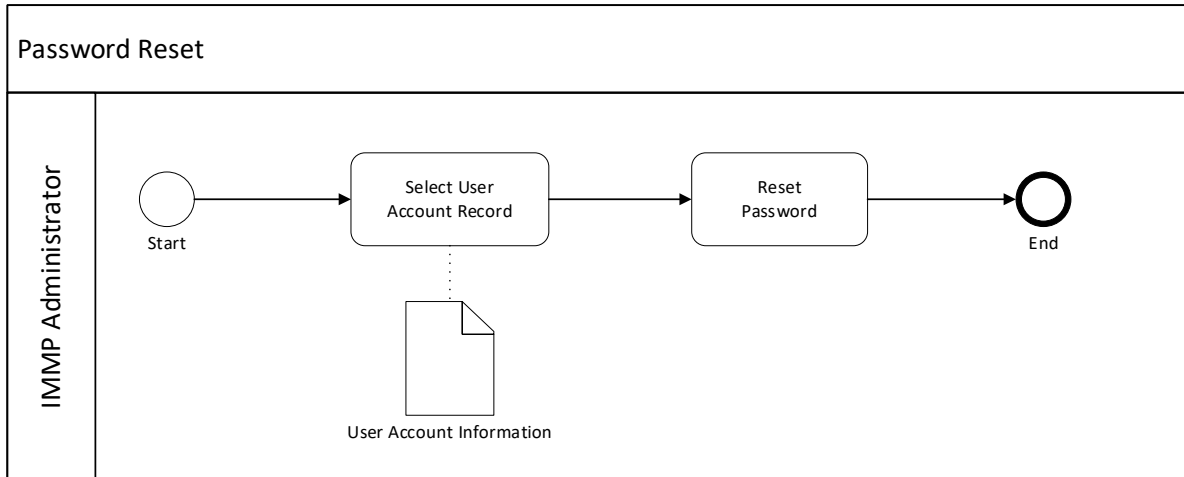 Password Reset
IMMP Administrator
Start
Select User
Account Record
Reset
Password
End
User Account Information